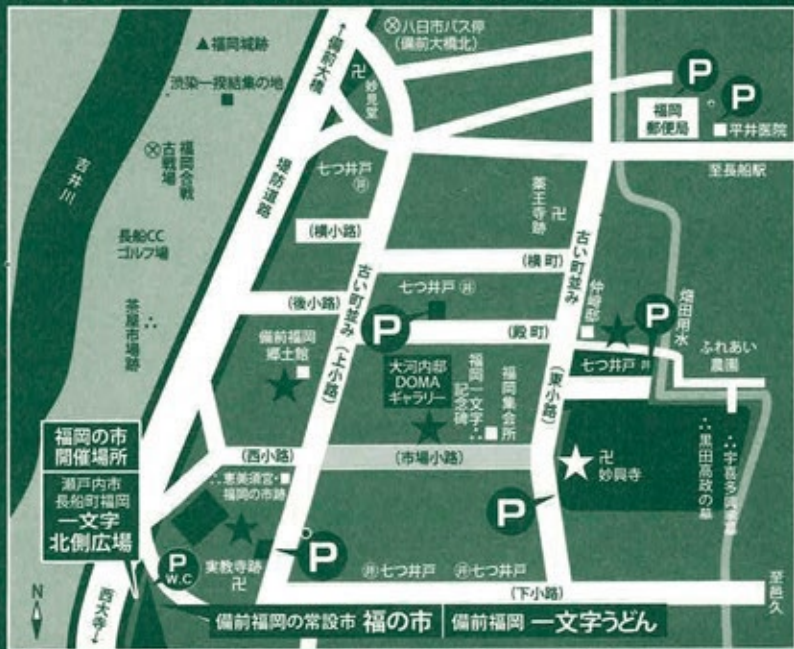 ▲福岡城跡
渋染一揆結集の地
↑備前大橋
八日市バス停
(備前大橋北)
卍
妙見堂
P
P
福岡
郵便局
平井医院
至長船駅
吉井川
福岡合戦
古戦場
堤防道路
七つ井戸
井
薬王寺跡
卍
長船CC
ゴルフ場
(横小路)
古い町並み
(横町)
古い町並み
茶屋市場跡
(後小路)
七つ井戸 井
仲﨑邸
P
畑田用水
P
(殿町)
備前福岡
郷土館
(上小路)
大河内邸
DOMA
ギャラリー
福岡一文字
記念碑
福岡集会所
(東小路)
七つ井戸 井
ふれあい
農園
福岡の市
開催場所
瀬戸内市
長船町福岡
一文字
北側広場
(西小路)
(市場小路)
恵美須宮・
福岡の市跡
卍
妙興寺
黒田高政の墓
P
P
W.C
実教寺跡
卍
P
井 七つ井戸
井 七つ井戸
(下小路)
至邑久
N
西大寺↓
備前福岡の常設市 福の市
備前福岡 一文字うどん